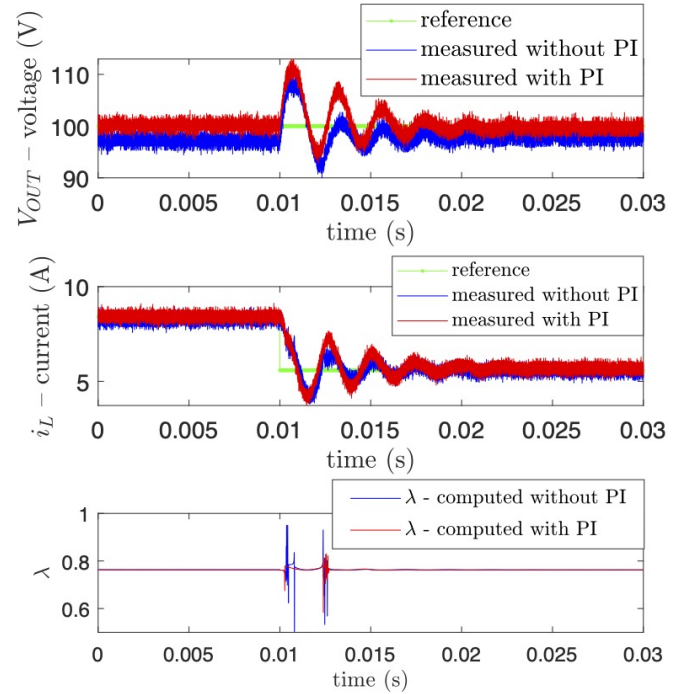 reference
measured without PI
measured with PI
V_OUT – voltage (V)
110
100
90
0 0.005 0.01 0.015 0.02 0.025 0.03
time (s)
reference
measured without PI
measured with PI
i_L – current (A)
10
5
0 0.005 0.01 0.015 0.02 0.025 0.03
time (s)
λ - computed without PI
λ - computed with PI
λ
1
0.8
0.6
0 0.005 0.01 0.015 0.02 0.025 0.03
time (s)